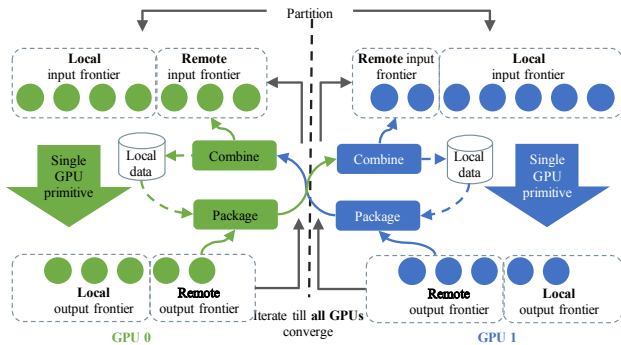 Partition
Local
input frontier
Remote
input frontier
Remote input
frontier
Local
input frontier
Single
GPU
primitive
Local
data
Combine
Combine
Local
data
Single
GPU
primitive
Package
Package
Local
output frontier
Remote
output frontier
Remote
output frontier
Local
output frontier
Iterate till all GPUs
converge
GPU 0
GPU 1